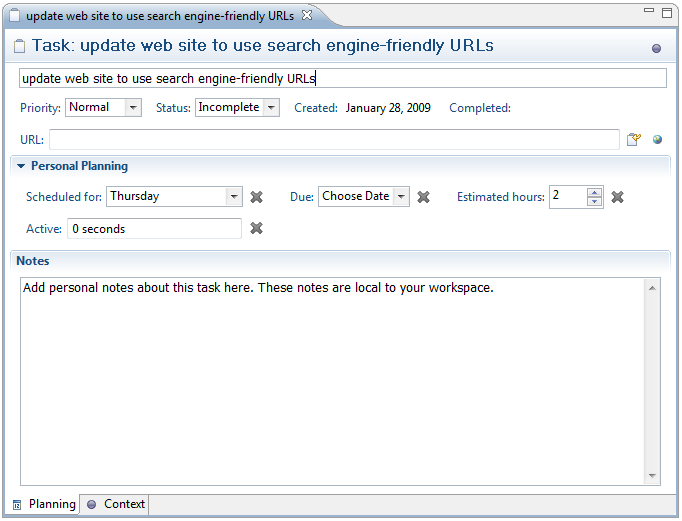 update web site to use search engine-friendly URLs
Task: update web site to use search engine-friendly URLs
update web site to use search engine-friendly URLs
Priority: Normal Status: Incomplete Created: January 28, 2009 Completed:
URL:
Personal Planning
Scheduled for: Thursday Due: Choose Date Estimated hours: 2
Active: 0 seconds
Notes
Add personal notes about this task here. These notes are local to your workspace.
Planning Context